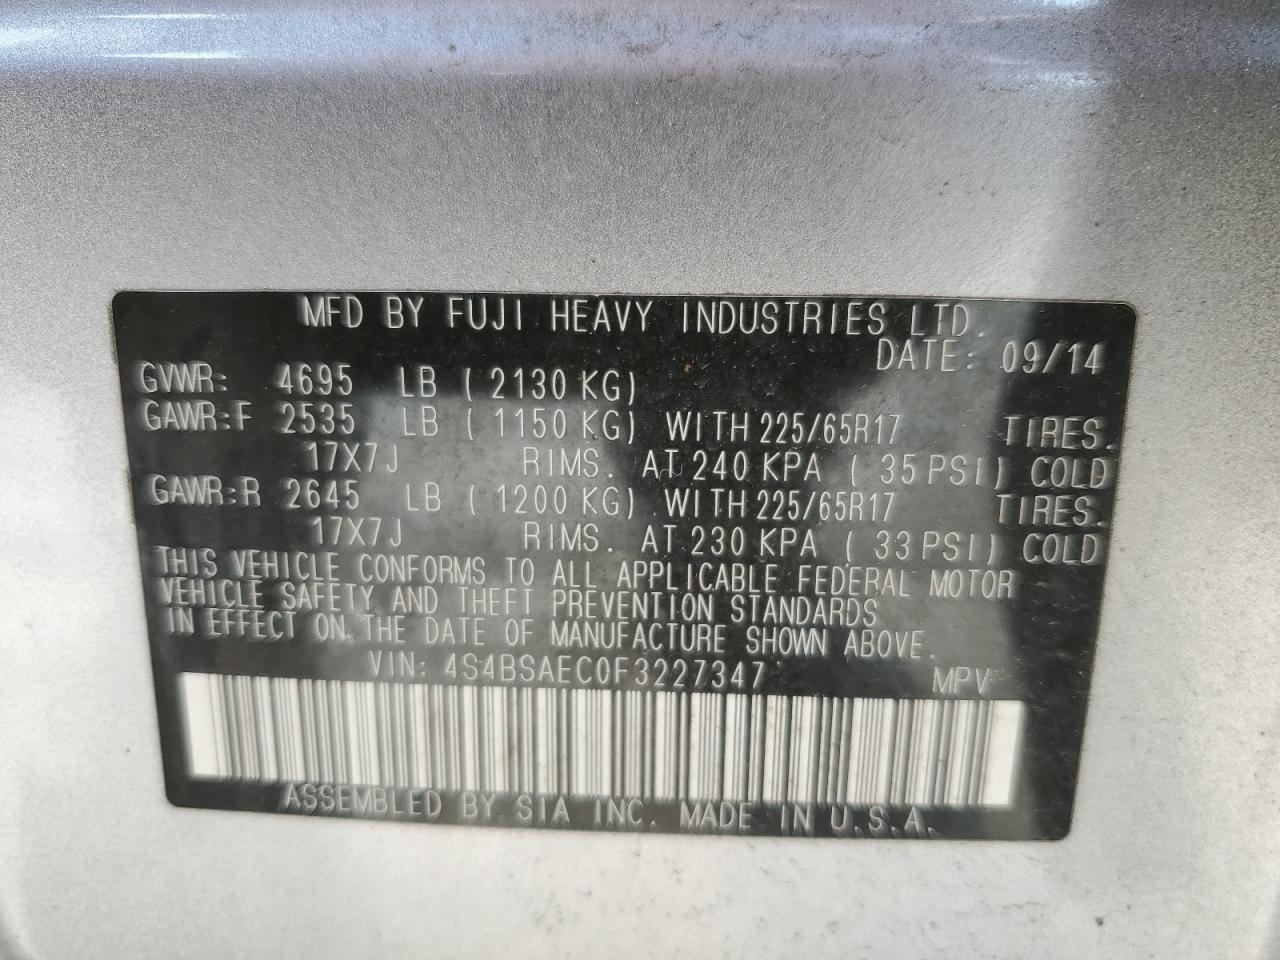 MFD BY FUJI HEAVY INDUSTRIES LTD.
DATE: 09/14
GVWR: 4695 LB ( 2130 KG)
GAWR:F 2535 LB ( 1150 KG) WITH 225/65R17 TIRES.
17X7J RIMS. AT 240 KPA ( 35 PSI) COLD
GAWR:R 2645 LB ( 1200 KG) WITH 225/65R17 TIRES.
17X7J RIMS. AT 230 KPA ( 33 PSI) COLD
THIS VEHICLE CONFORMS TO ALL APPLICABLE FEDERAL MOTOR
VEHICLE SAFETY AND THEFT PREVENTION STANDARDS
IN EFFECT ON THE DATE OF MANUFACTURE SHOWN ABOVE.
VIN: 4S4BSAEC0F3227347 MPV
ASSEMBLED BY SIA INC. MADE IN U.S.A.